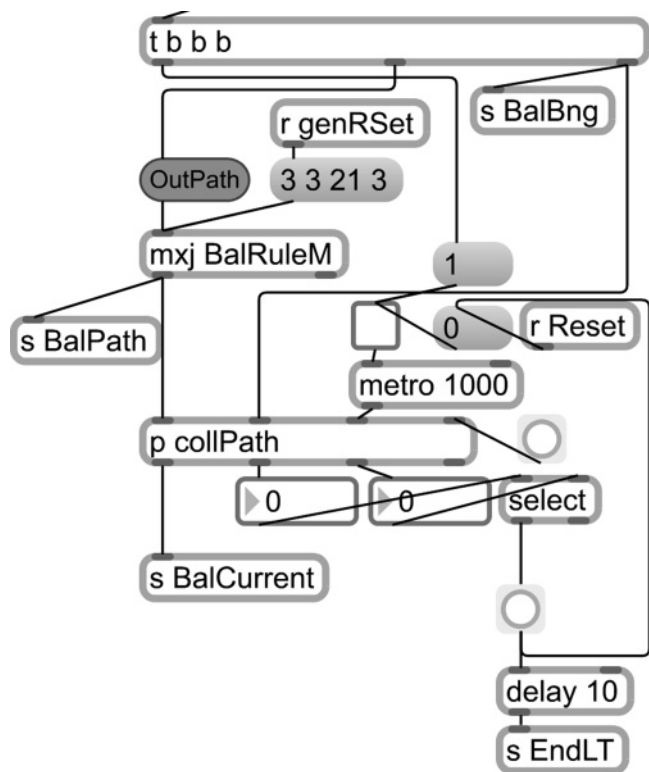 t b b b
s BalBng
r genRSet
OutPath
3 3 21 3
mxj BalRuleM
1
s BalPath
0
r Reset
metro 1000
p collPath
0
0
select
s BalCurrent
delay 10
s EndLT